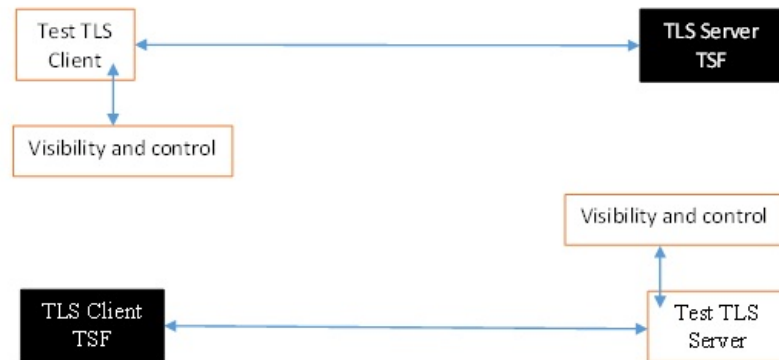 Test TLS
Client
TLS Server
TSF
Visibility and control
Visibility and control
TLS Client
TSF
Test TLS
Server